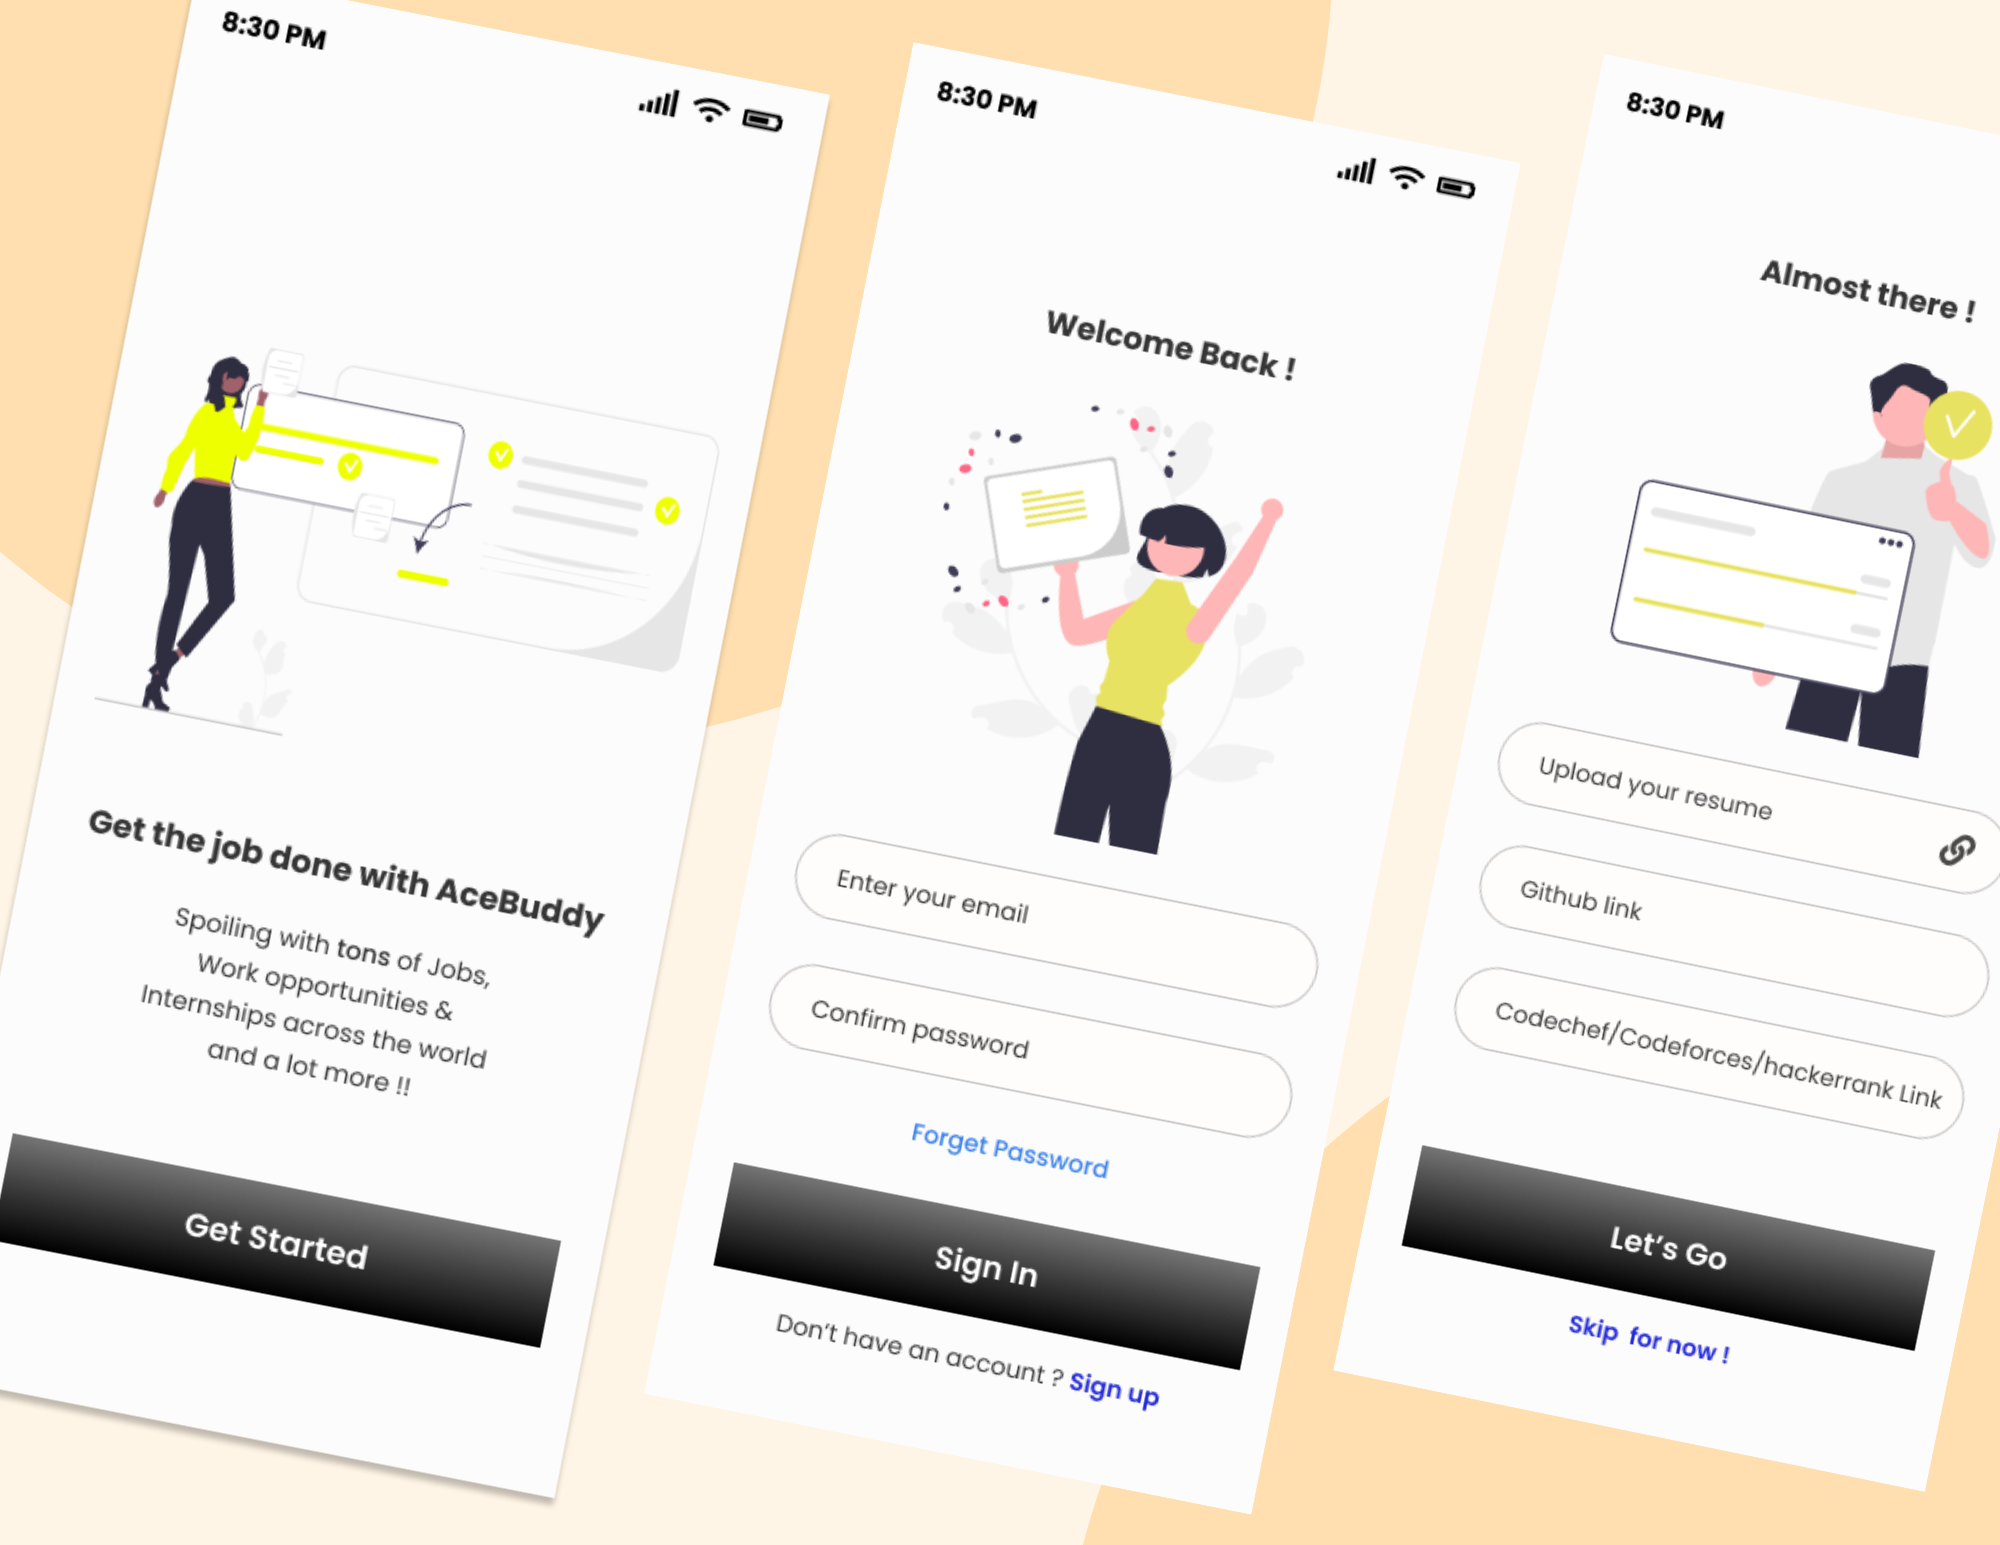 8:30 PM
Get the job done with AceBuddy
Spoiling with tons of Jobs,
Work opportunities &
Internships across the world
and a lot more !!
Get Started
8:30 PM
Welcome Back !
Enter your email
Confirm password
Forget Password
Sign In
Don't have an account ? Sign up
8:30 PM
Almost there !
Upload your resume
Github link
Codechef/Codeforces/hackerrank Link
Let's Go
Skip for now !